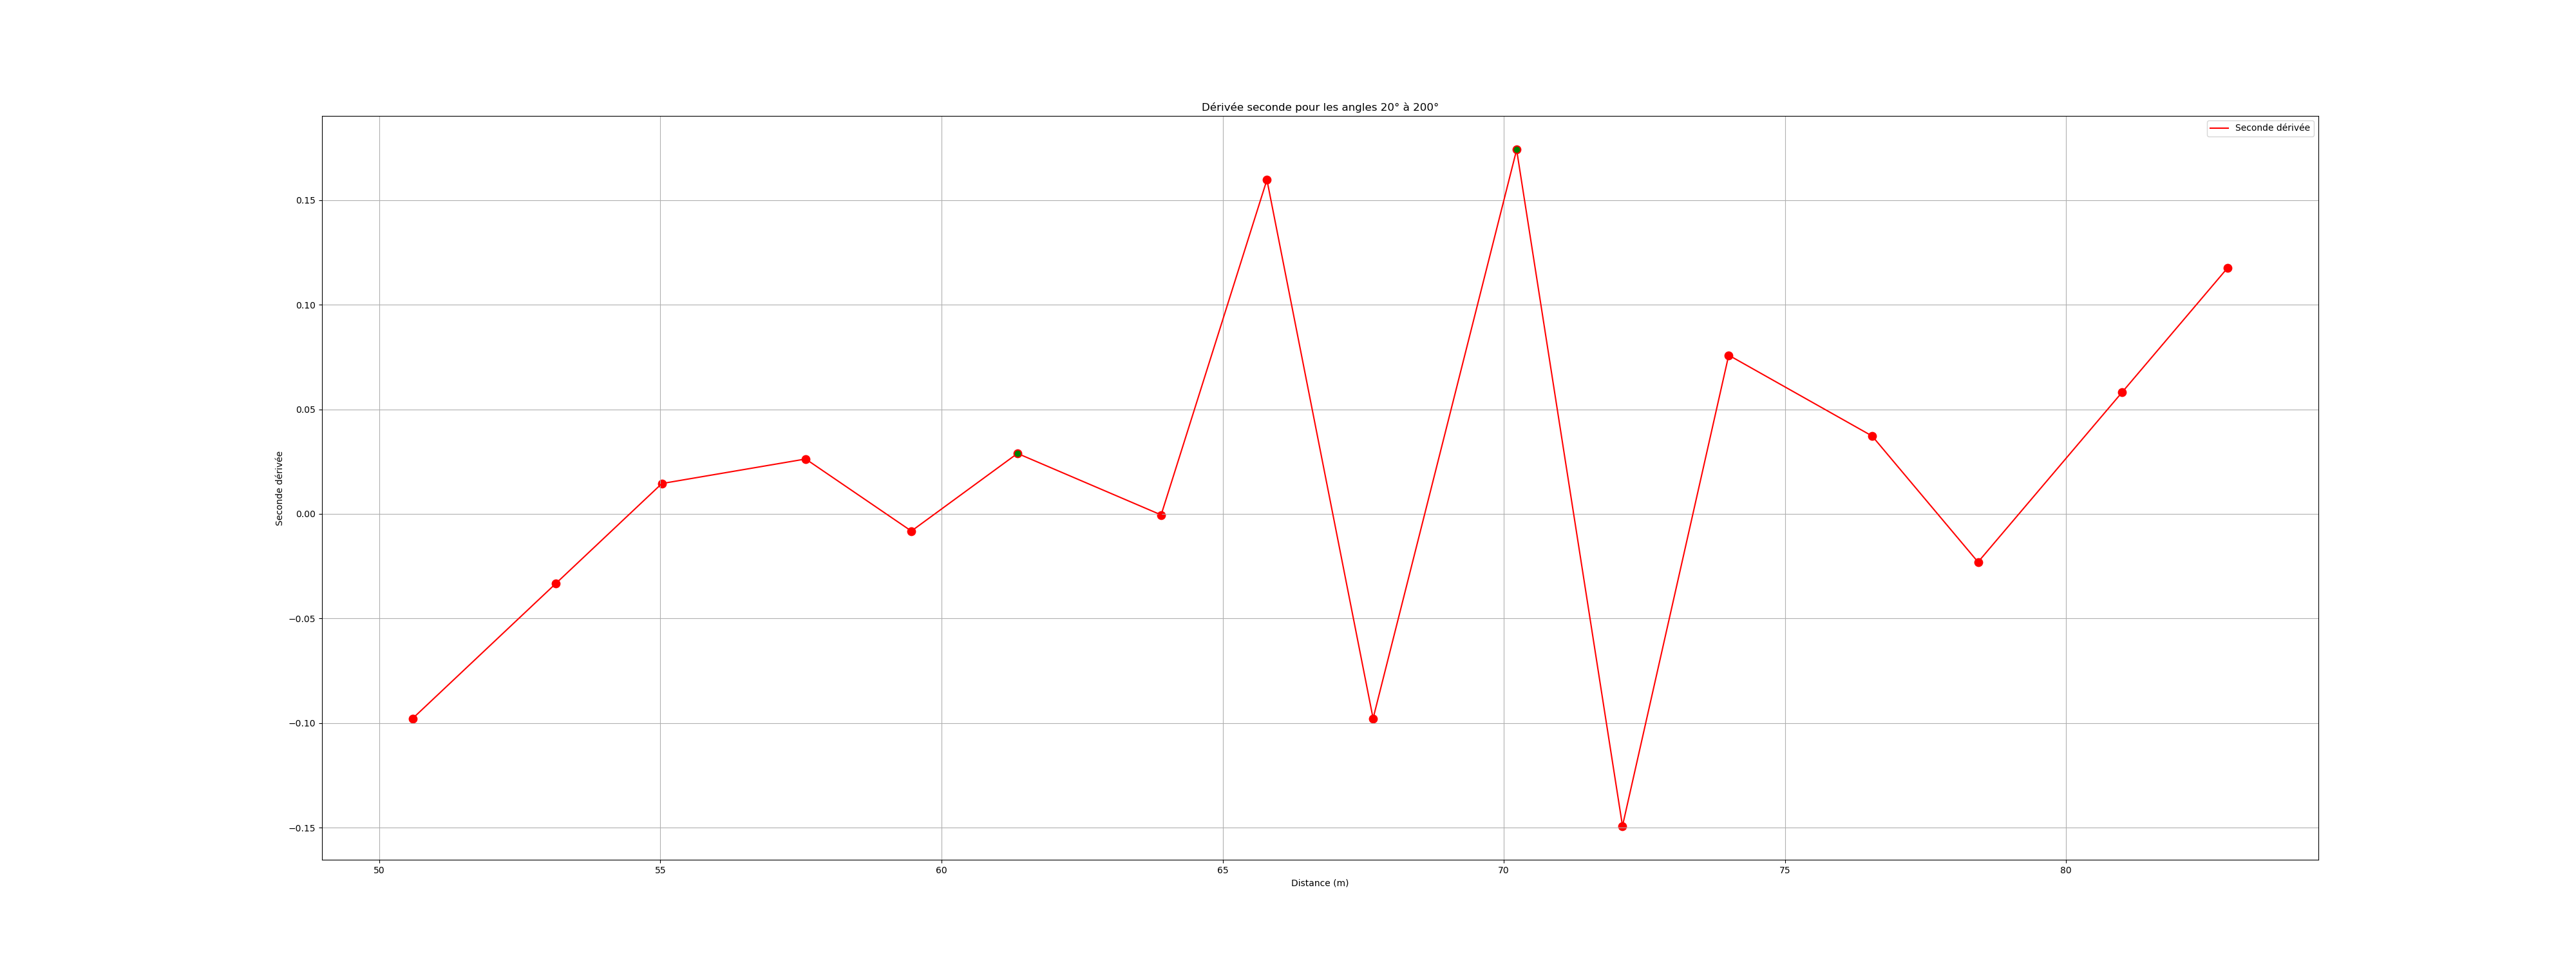 Dérivée seconde pour les angles 20° à 200°
Seconde dérivée
0.15
0.10
0.05
0.00
−0.05
−0.10
−0.15
Seconde dérivée
50 55 60 65 70 75 80
Distance (m)